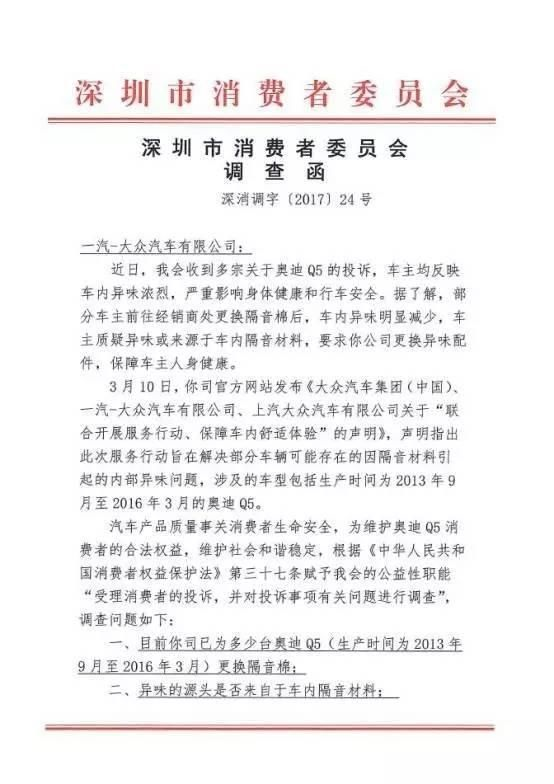 深圳市消费者委员会
深圳市消费者委员会
调查函
深消调字〔2017〕24号
一汽-大众汽车有限公司：
近日，我会收到多宗关于奥迪Q5的投诉，车主均反映
车内异味浓烈，严重影响身体健康和行车安全。据了解，部
分车主前往经销商处更换隔音棉后，车内异味明显减少，车
主质疑异味或来源于车内隔音材料，要求你公司更换异味配
件，保障车主人身健康。
3月10日，你司官方网站发布《大众汽车集团（中国）、
一汽-大众汽车有限公司、上汽大众汽车有限公司关于“联
合开展服务行动、保障车内舒适体验”的声明》，声明指出
此次服务行动旨在解决部分车辆可能存在的因隔音材料引
起的内部异味问题，涉及的车型包括生产时间为2013年9
月至2016年3月的奥迪Q5。
汽车产品质量事关消费者生命安全，为维护奥迪Q5消
费者的合法权益，维护社会和谐稳定，根据《中华人民共和
国消费者权益保护法》第三十七条赋予我会的公益性职能
“受理消费者的投诉，并对投诉事项有关问题进行调查”，
调查问题如下：
一、目前你司已为多少台奥迪Q5（生产时间为2013年
9月至2016年3月）更换隔音棉；
二、异味的源头是否来自于车内隔音材料；